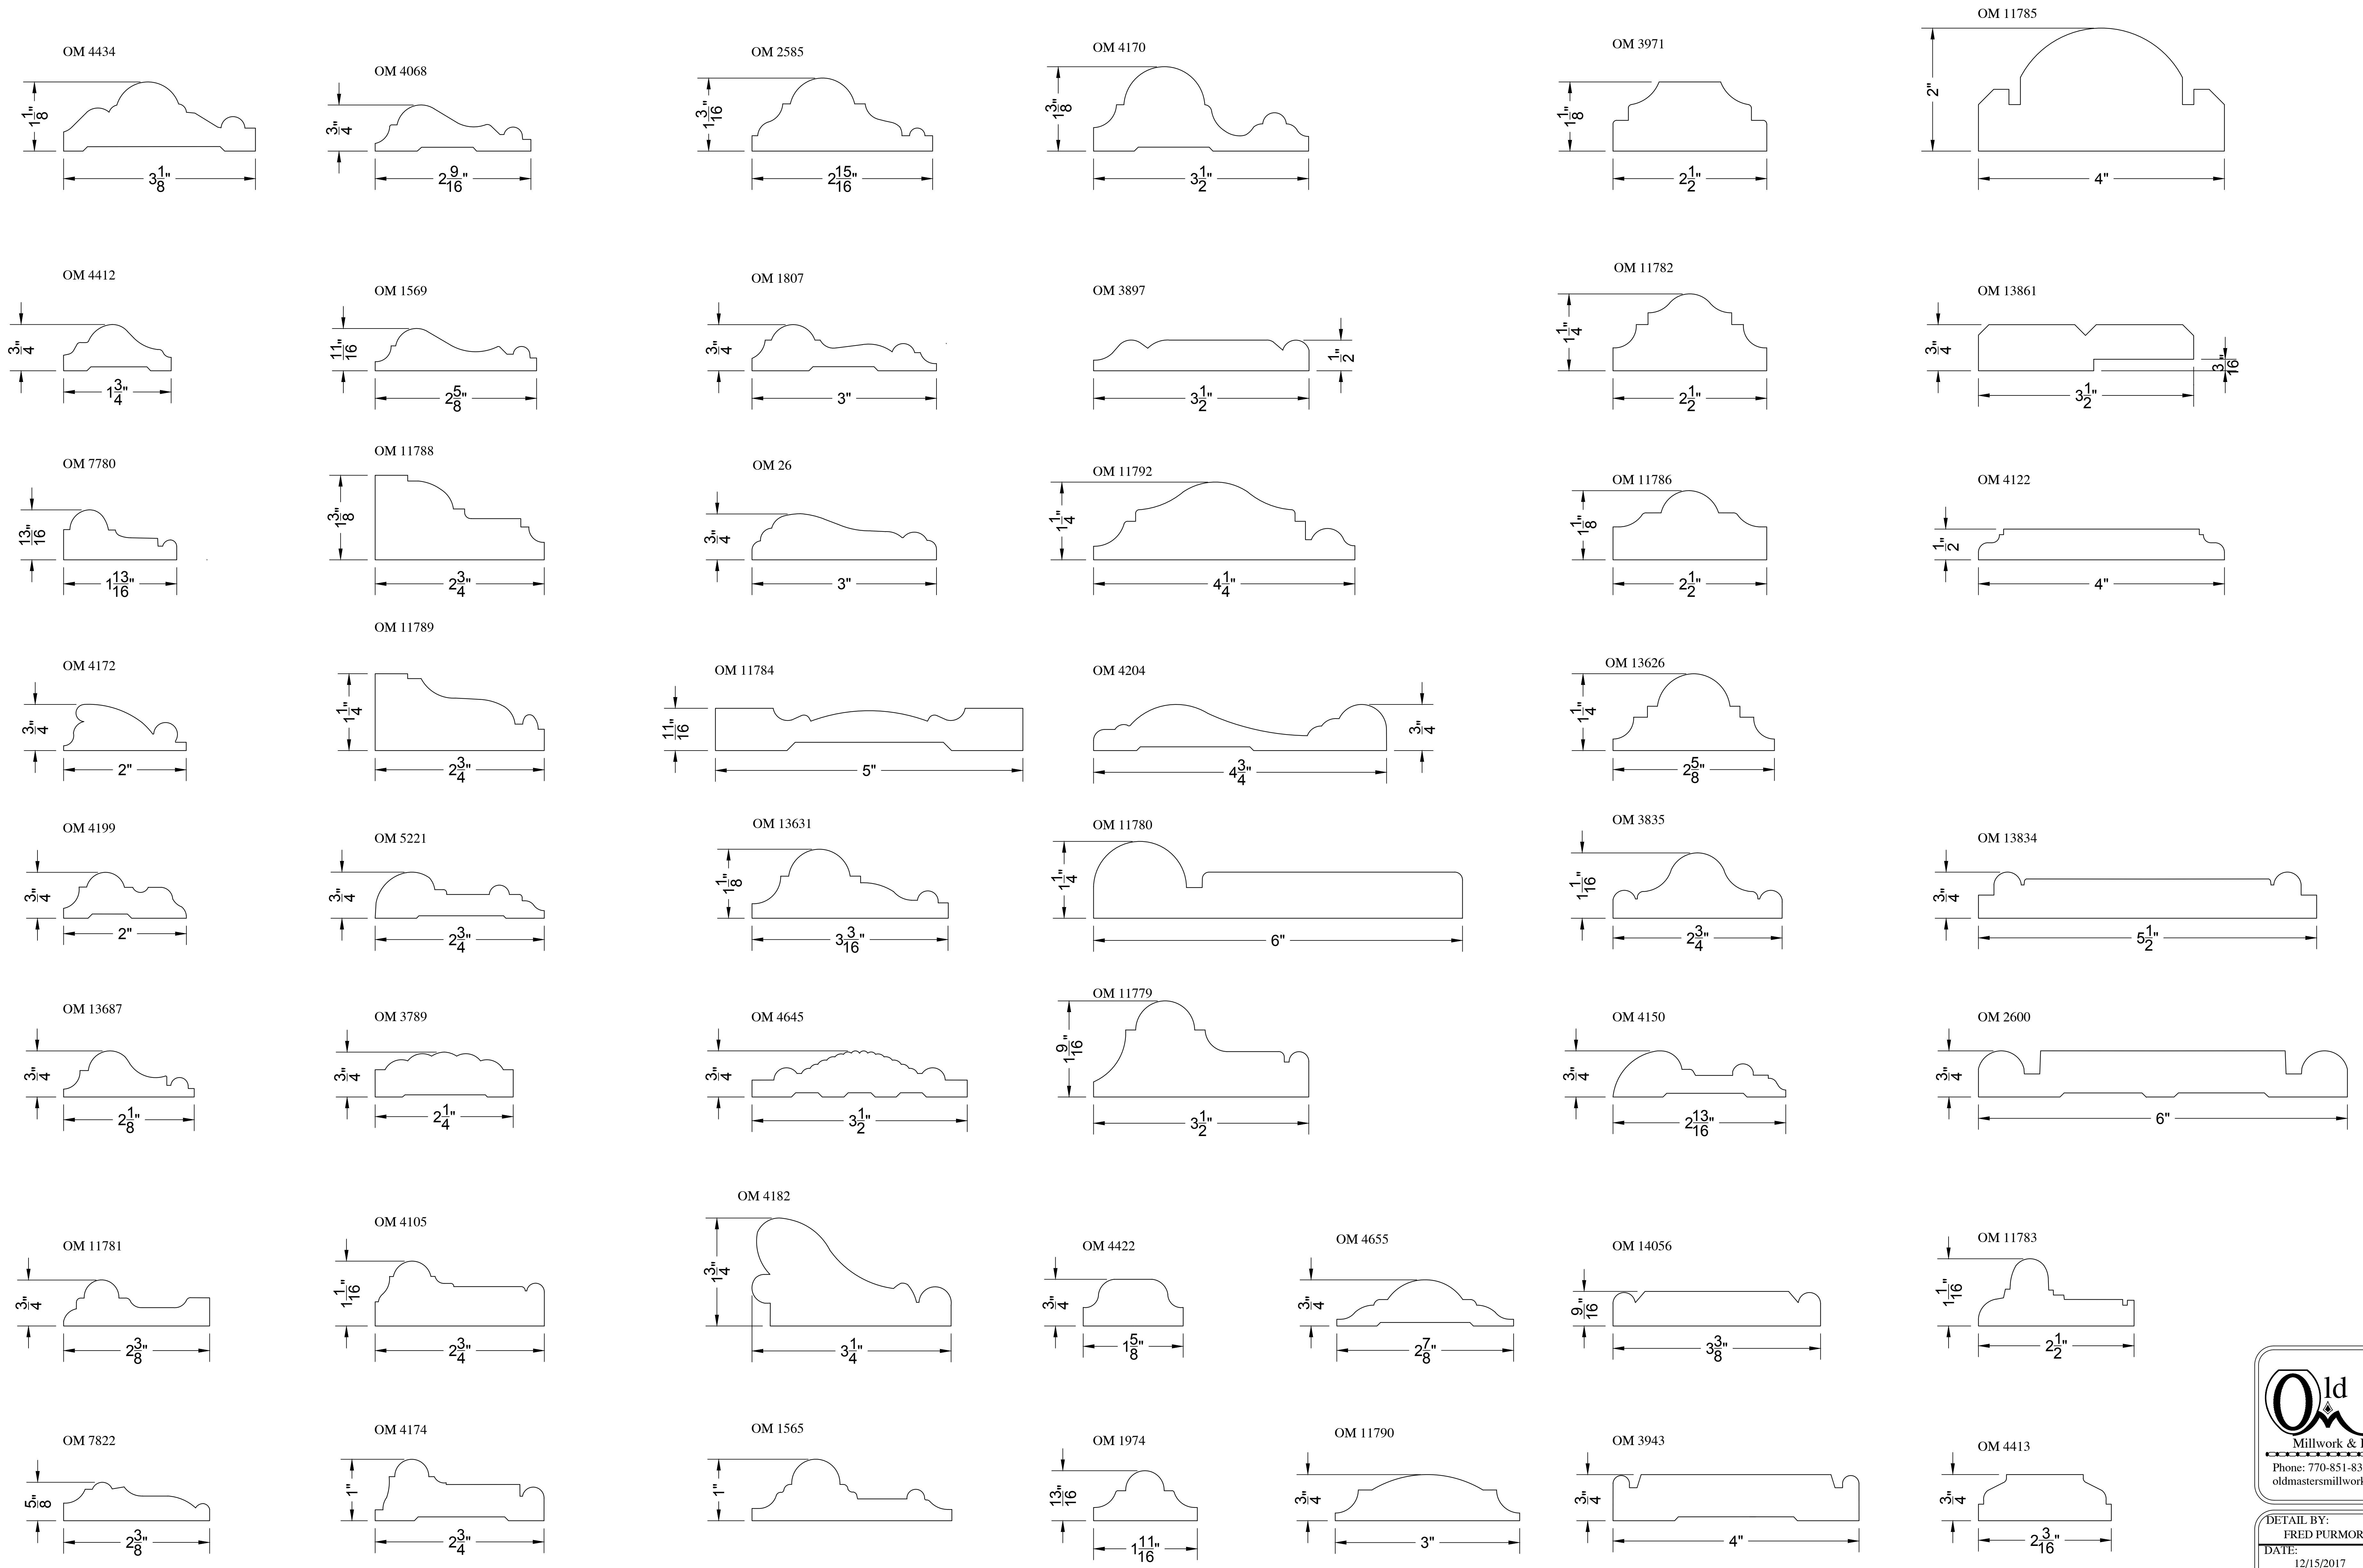 OM 4434
1 1/8"
3 1/8"
OM 4068
3/4"
2 9/16"
OM 2585
1 3/16"
2 15/16"
OM 4170
1 3/8"
3 1/2"
OM 3971
1 1/8"
2 1/2"
OM 11785
2"
4"
OM 4412
3/4"
1 3/4"
OM 1569
11/16"
2 5/8"
OM 1807
3/4"
3"
OM 3897
1/2"
3 1/2"
OM 11782
1 1/4"
2 1/2"
OM 13861
3/4"
3/16"
3 1/2"
OM 7780
13/16"
1 13/16"
OM 11788
1 3/8"
2 3/4"
OM 26
3/4"
3"
OM 11792
1 1/4"
4 1/4"
OM 11786
1 1/8"
2 1/2"
OM 4122
1/2"
4"
OM 4172
3/4"
2"
OM 11789
1 1/4"
2 3/4"
OM 11784
11/16"
5"
OM 4204
3/4"
4 3/4"
OM 13626
1 1/4"
2 5/8"
OM 4199
3/4"
2"
OM 5221
3/4"
2 3/4"
OM 13631
1 1/8"
3 3/16"
OM 11780
1 1/4"
6"
OM 3835
1 1/16"
2 3/4"
OM 13834
3/4"
5 1/2"
OM 13687
3/4"
2 1/8"
OM 3789
3/4"
2 1/4"
OM 4645
3/4"
3 1/2"
OM 11779
1 9/16"
3 1/2"
OM 4150
3/4"
2 13/16"
OM 2600
3/4"
6"
OM 11781
3/4"
2 3/8"
OM 4105
1 1/16"
2 3/4"
OM 4182
1 3/4"
3 1/4"
OM 4422
3/4"
1 5/8"
OM 4655
3/4"
2 7/8"
OM 14056
9/16"
3 3/8"
OM 11783
1 1/16"
2 1/2"
OM 7822
5/8"
2 3/8"
OM 4174
1"
2 3/4"
OM 1565
1"
OM 1974
13/16"
1 11/16"
OM 11790
3/4"
3"
OM 3943
3/4"
4"
OM 4413
3/4"
2 3/16"
Old
M
Millwork &
Phone: 770-851-83
oldmastersmillwork
DETAIL BY:
FRED PURMOR
DATE:
12/15/2017